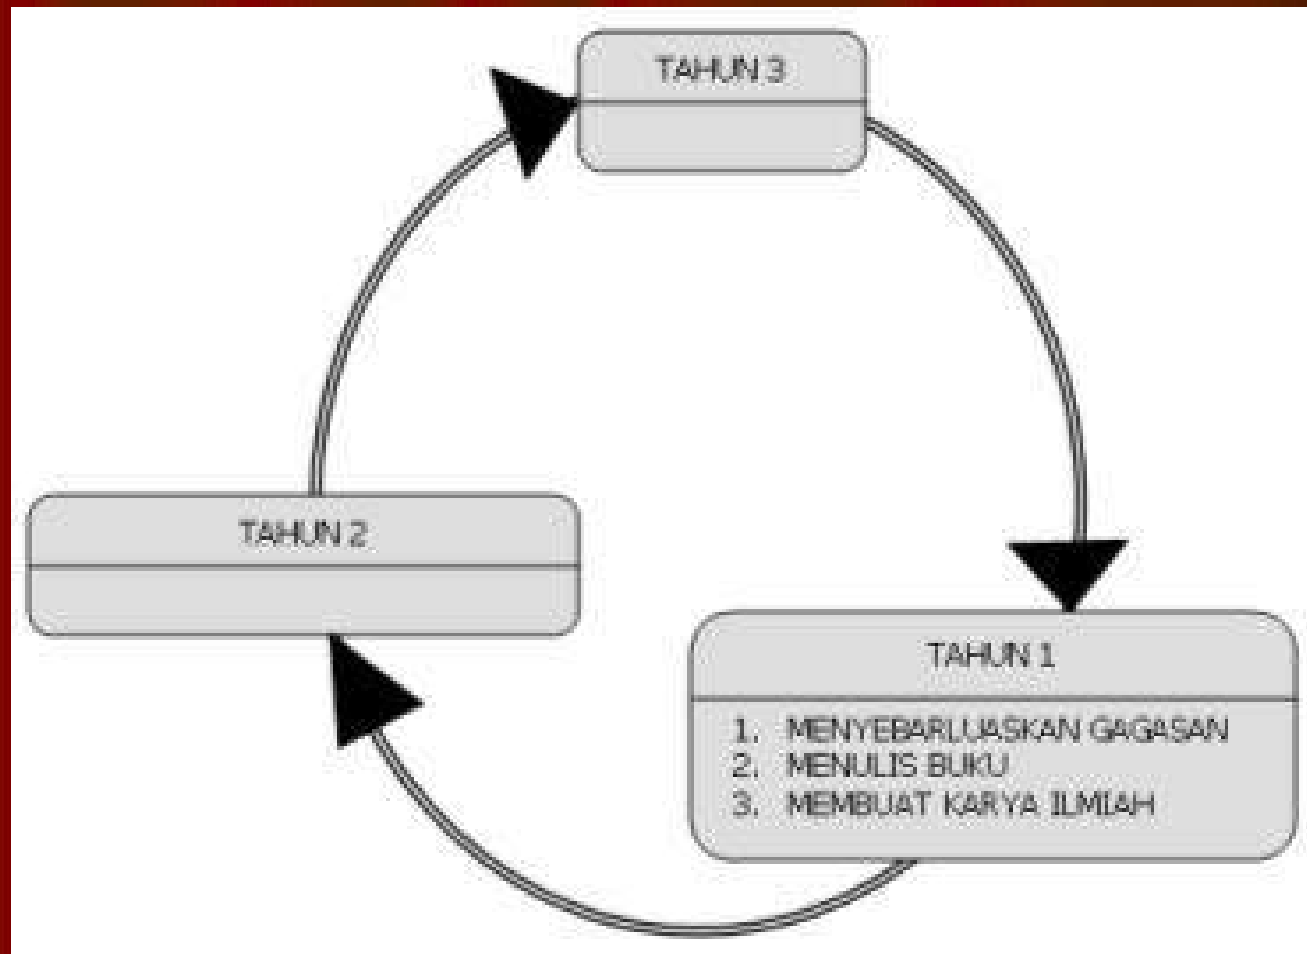 TAHUN 3
TAHUN 2
TAHUN 1
1. MENYEBARLUASKAN GAGASAN
2. MENULIS BUKU
3. MEMBUAT KARYA ILMIAH